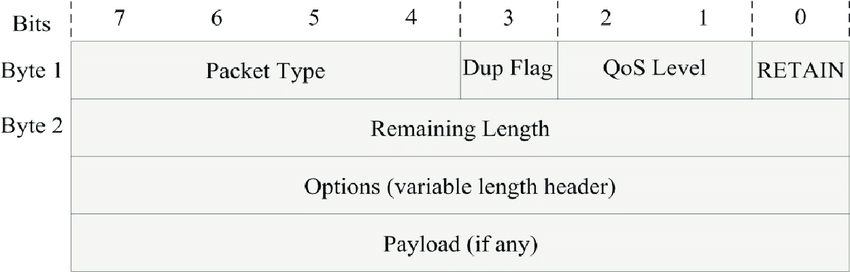 Bits 7 6 5 4 3 2 1 0
Byte 1 Packet Type Dup Flag QoS Level RETAIN
Byte 2 Remaining Length
Options (variable length header)
Payload (if any)